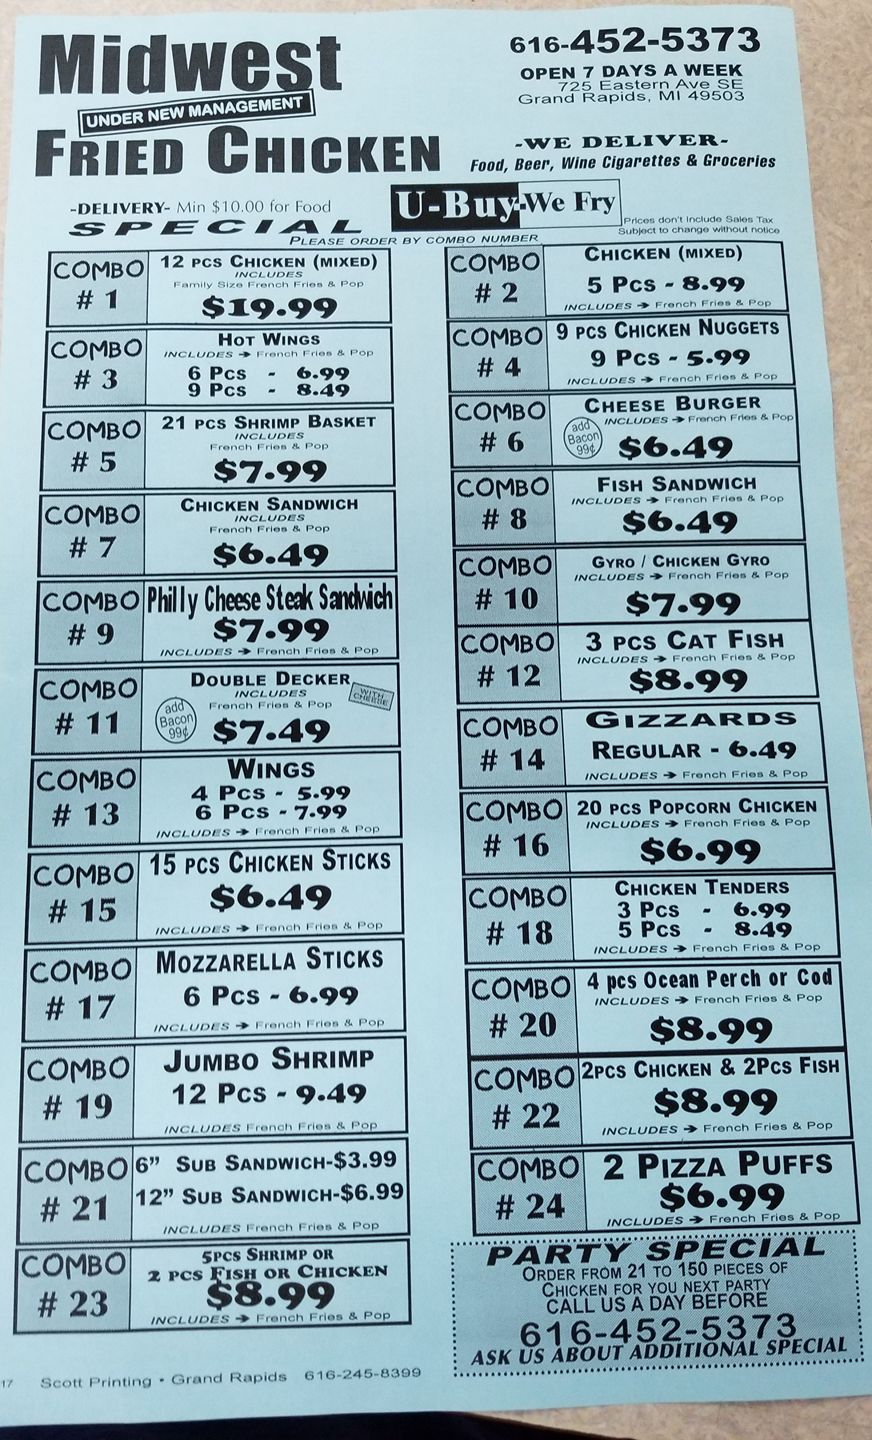 Midwest
UNDER NEW MANAGEMENT
FRIED CHICKEN
616-452-5373
OPEN 7 DAYS A WEEK
725 Eastern Ave SE
Grand Rapids, MI 49503
-WE DELIVER-
Food, Beer, Wine Cigarettes & Groceries
-DELIVERY- Min $10.00 for Food
SPECIAL
U-Buy-We Fry
Prices don't Include Sales Tax
Subject to change without notice
PLEASE ORDER BY COMBO NUMBER
COMBO # 1
12 PCS CHICKEN (MIXED)
INCLUDES
Family Size French Fries & Pop
$19.99
COMBO # 2
CHICKEN (MIXED)
5 PCS - 8.99
INCLUDES → French Fries & Pop
COMBO # 3
HOT WINGS
INCLUDES → French Fries & Pop
6 PCS - 6.99
9 PCS - 8.49
COMBO # 4
9 PCS CHICKEN NUGGETS
9 PCS - 5.99
INCLUDES → French Fries & Pop
COMBO # 5
21 PCS SHRIMP BASKET
INCLUDES
French Fries & Pop
$7.99
COMBO # 6
CHEESE BURGER
INCLUDES → French Fries & Pop
add Bacon 99¢
$6.49
COMBO # 7
CHICKEN SANDWICH
INCLUDES
French Fries & Pop
$6.49
COMBO # 8
FISH SANDWICH
INCLUDES → French Fries & Pop
$6.49
COMBO # 9
Philly Cheese Steak Sandwich
$7.99
INCLUDES → French Fries & Pop
COMBO # 10
GYRO / CHICKEN GYRO
INCLUDES → French Fries & Pop
$7.99
COMBO # 11
DOUBLE DECKER
INCLUDES
French Fries & Pop
WITH CHEESE
add Bacon 99¢
$7.49
COMBO # 12
3 PCS CAT FISH
INCLUDES → French Fries & Pop
$8.99
COMBO # 13
WINGS
4 PCS - 5.99
6 PCS - 7.99
INCLUDES → French Fries & Pop
COMBO # 14
GIZZARDS
REGULAR - 6.49
INCLUDES → French Fries & Pop
COMBO # 15
15 PCS CHICKEN STICKS
$6.49
INCLUDES → French Fries & Pop
COMBO # 16
20 PCS POPCORN CHICKEN
INCLUDES → French Fries & Pop
$6.99
COMBO # 17
MOZZARELLA STICKS
6 PCS - 6.99
INCLUDES → French Fries & Pop
COMBO # 18
CHICKEN TENDERS
3 PCS - 6.99
5 PCS - 8.49
INCLUDES → French Fries & Pop
COMBO # 19
JUMBO SHRIMP
12 PCS - 9.49
INCLUDES French Fries & Pop
COMBO # 20
4 pcs Ocean Perch or Cod
INCLUDES → French Fries & Pop
$8.99
COMBO # 21
6” SUB SANDWICH-$3.99
12” SUB SANDWICH-$6.99
INCLUDES French Fries & Pop
COMBO # 22
2PCS CHICKEN & 2PCS FISH
$8.99
INCLUDES → French Fries & Pop
COMBO # 23
5PCS SHRIMP OR
2 PCS FISH OR CHICKEN
$8.99
INCLUDES → French Fries & Pop
COMBO # 24
2 PIZZA PUFFS
$6.99
INCLUDES → French Fries & Pop
PARTY SPECIAL
ORDER FROM 21 TO 150 PIECES OF
CHICKEN FOR YOU NEXT PARTY
CALL US A DAY BEFORE
616-452-5373
ASK US ABOUT ADDITIONAL SPECIAL
17 Scott Printing • Grand Rapids 616-245-8399